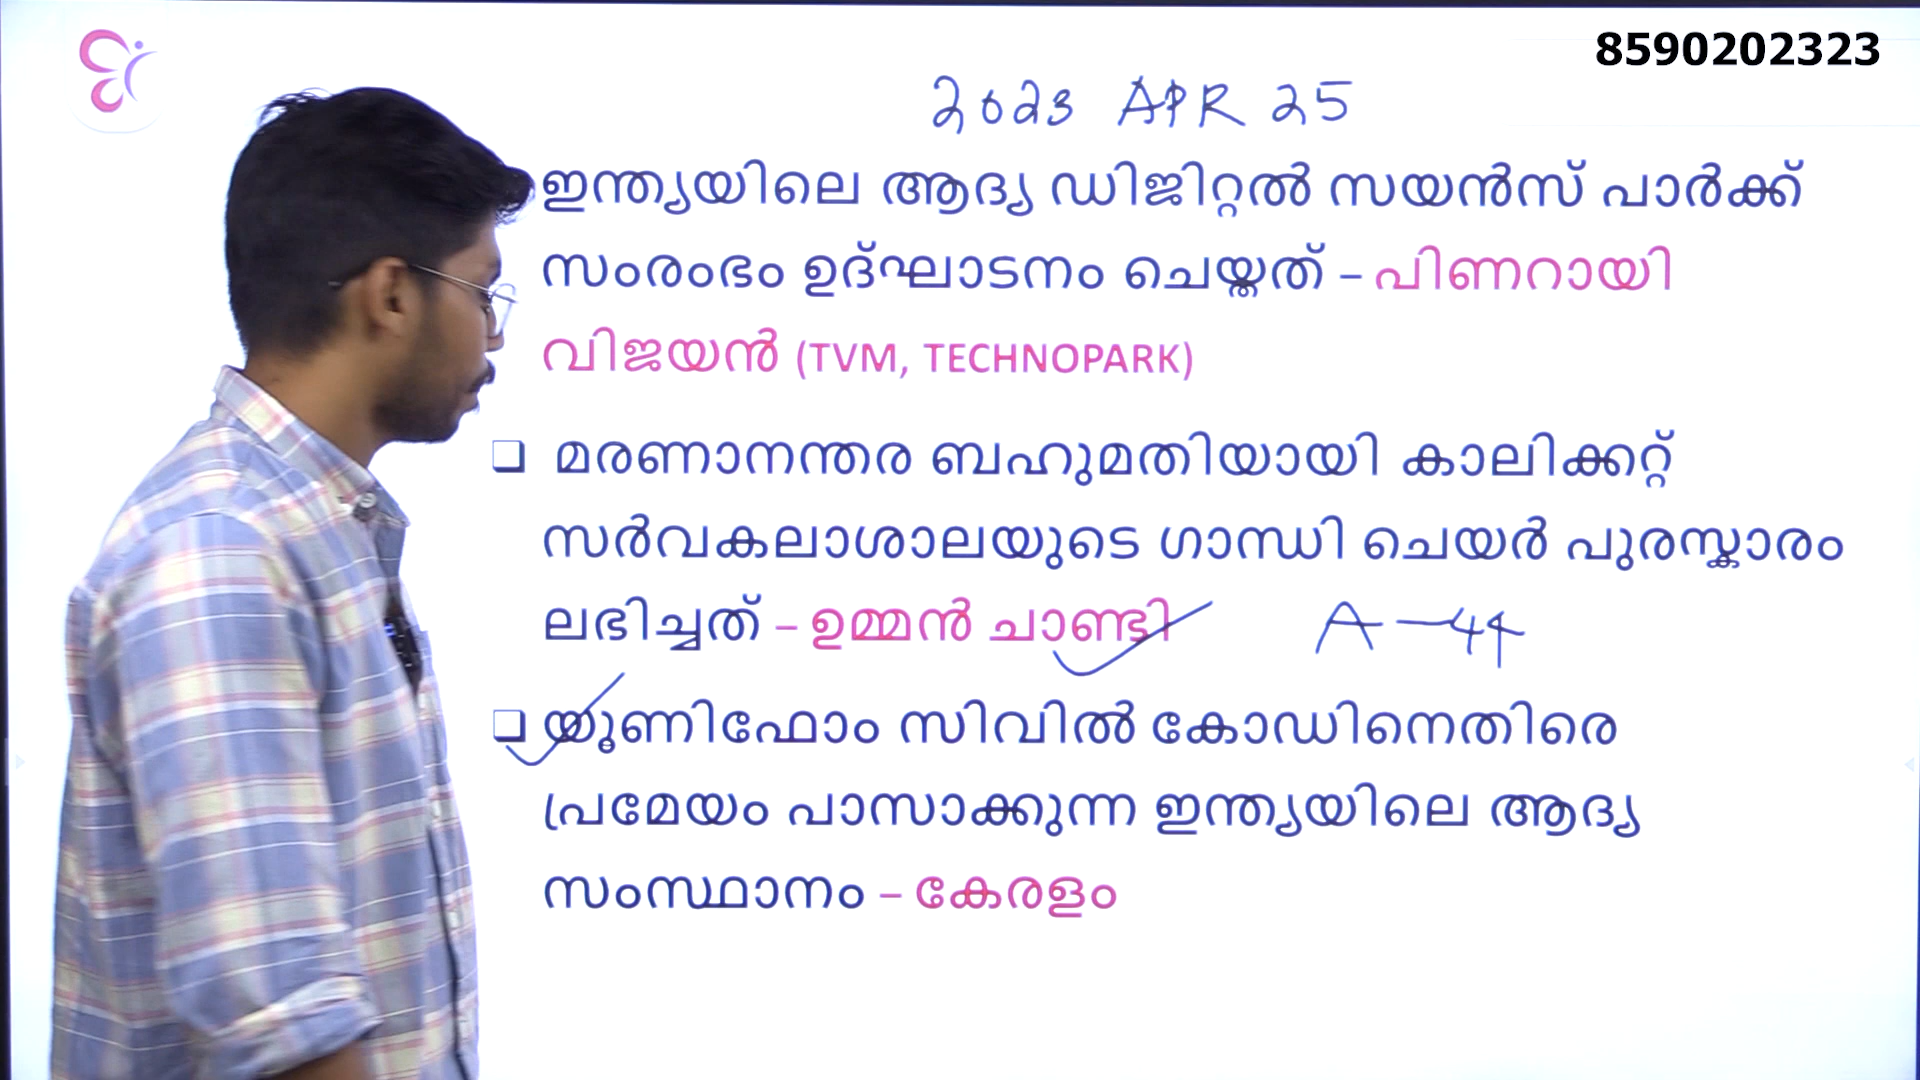 8590202323
2023 APR 25
ഇന്ത്യയിലെ ആദ്യ ഡിജിറ്റൽ സയൻസ് പാർക്ക്
സംരംഭം ഉദ്ഘാടനം ചെയ്തത് – പിണറായി
വിജയൻ (TVM, TECHNOPARK)
❑ മരണാനന്തര ബഹുമതിയായി കാലിക്കറ്റ്
സർവകലാശാലയുടെ ഗാന്ധി ചെയർ പുരസ്കാരം
ലഭിച്ചത് – ഉമ്മൻ ചാണ്ടി A – 44
❑ യൂണിഫോം സിവിൽ കോഡിനെതിരെ
പ്രമേയം പാസാക്കുന്ന ഇന്ത്യയിലെ ആദ്യ
സംസ്ഥാനം – കേരളം